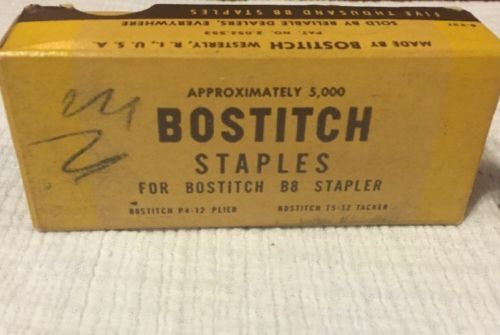 FIVE THOUSAND B8 STAPLES
PAT. NO. 2,052,553
SOLD BY RELIABLE DEALERS, EVERYWHERE
MADE BY BOSTITCH WESTERLY, R. I., U. S. A.
APPROXIMATELY 5,000
BOSTITCH
STAPLES
FOR BOSTITCH B8 STAPLER
BOSTITCH P4-12 PLIER BOSTITCH T5-12 TACKER